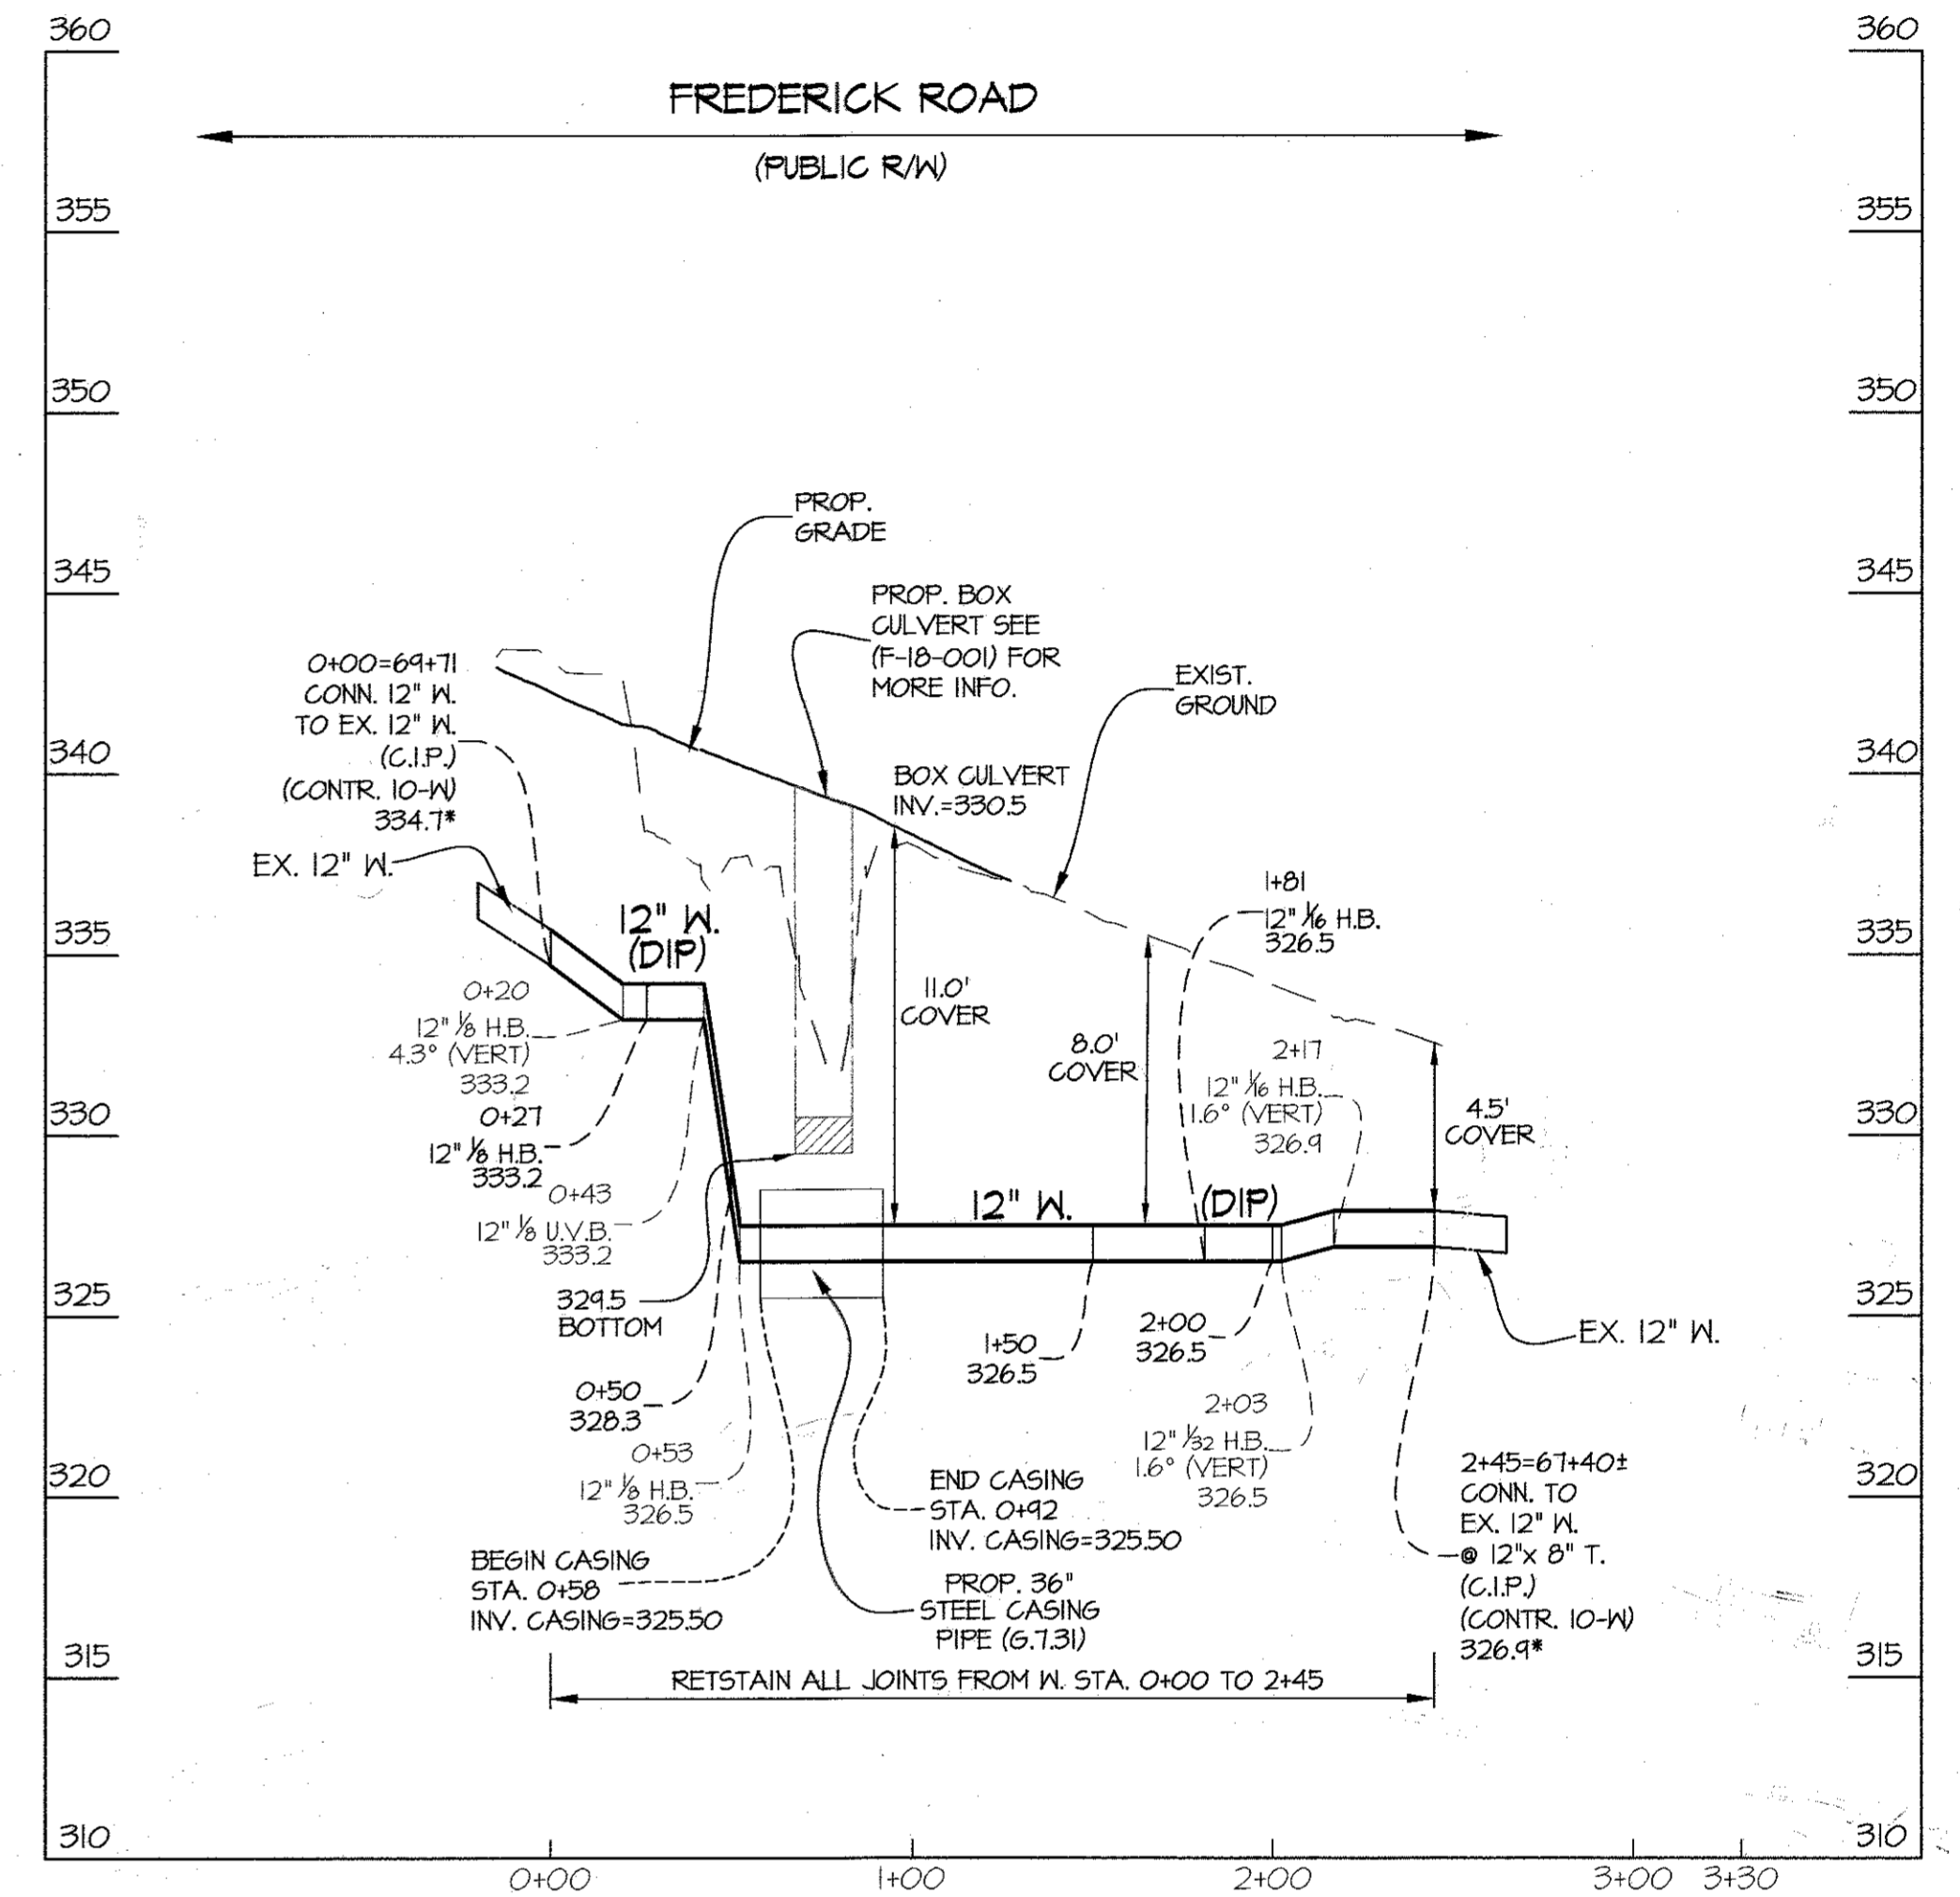 FREDERICK ROAD
(PUBLIC R/W)
360
355
350
345
340
335
330
325
320
315
310
360
355
350
345
340
335
330
325
320
315
310
PROP.
GRADE
PROP. BOX
CULVERT SEE
(F-18-001) FOR
MORE INFO.
EXIST.
GROUND
BOX CULVERT
INV.=330.5
0+00=69+71
CONN. 12" W.
TO EX. 12" W.
(C.I.P.)
(CONTR. 10-W)
334.7*
EX. 12" W.
12" W.
(DIP)
0+20
12" 1/8 H.B.
4.3° (VERT)
333.2
0+27
12" 1/8 H.B.
333.2
0+43
12" 1/8 U.V.B.
333.2
329.5
BOTTOM
0+50
328.3
0+53
12" 1/8 H.B.
326.5
BEGIN CASING
STA. 0+58
INV. CASING=325.50
END CASING
STA. 0+92
INV. CASING=325.50
PROP. 36"
STEEL CASING
PIPE (G.7.31)
11.0'
COVER
8.0'
COVER
4.5'
COVER
12" W. (DIP)
1+50
326.5
1+81
12" 1/16 H.B.
326.5
2+00
326.5
2+03
12" 1/32 H.B.
1.6° (VERT)
326.5
2+17
12" 1/16 H.B.
1.6° (VERT)
326.9
EX. 12" W.
2+45=67+40±
CONN. TO
EX. 12" W.
@ 12"x 8" T.
(C.I.P.)
(CONTR. 10-W)
326.9*
RETSTAIN ALL JOINTS FROM W. STA. 0+00 TO 2+45
0+00 1+00 2+00 3+00 3+30